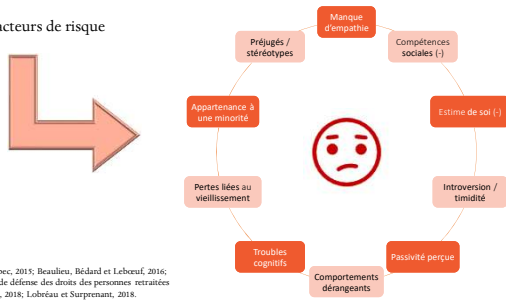 acteurs de risque
Manque
d'empathie
Compétences
sociales (-)
Estime de soi (-)
Introversion /
timidité
Passivité perçue
Comportements
dérangeants
Troubles
cognitifs
Pertes liées au
vieillissement
Appartenance à
une minorité
Préjugés /
stéréotypes
bec, 2015; Beaulieu, Bédard et Lebœuf, 2016;
de défense des droits des personnes retraitées
, 2018; Lobréau et Surprenant, 2018.